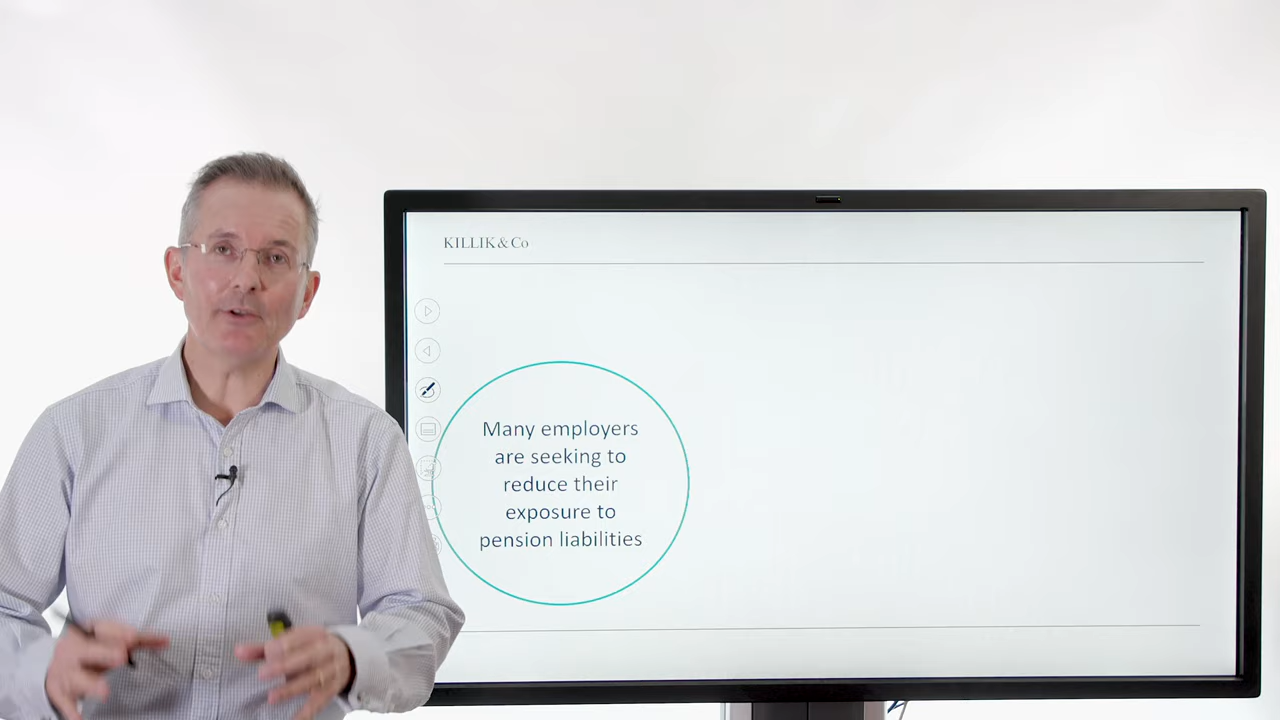 KILLIK & Co
Many employers
are seeking to
reduce their
exposure to
pension liabilities